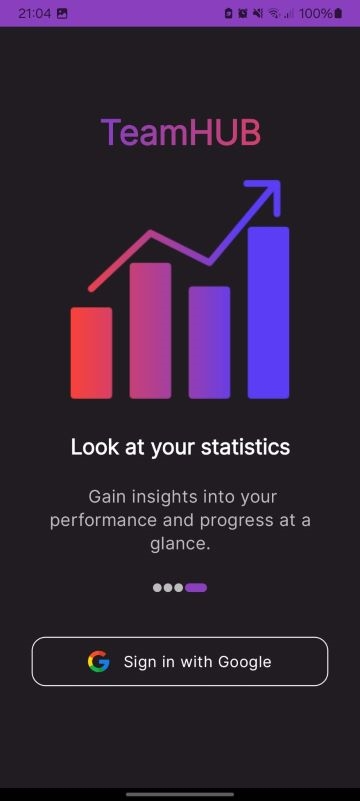 21:04 100%
TeamHUB
Look at your statistics
Gain insights into your
performance and progress at a
glance.
Sign in with Google